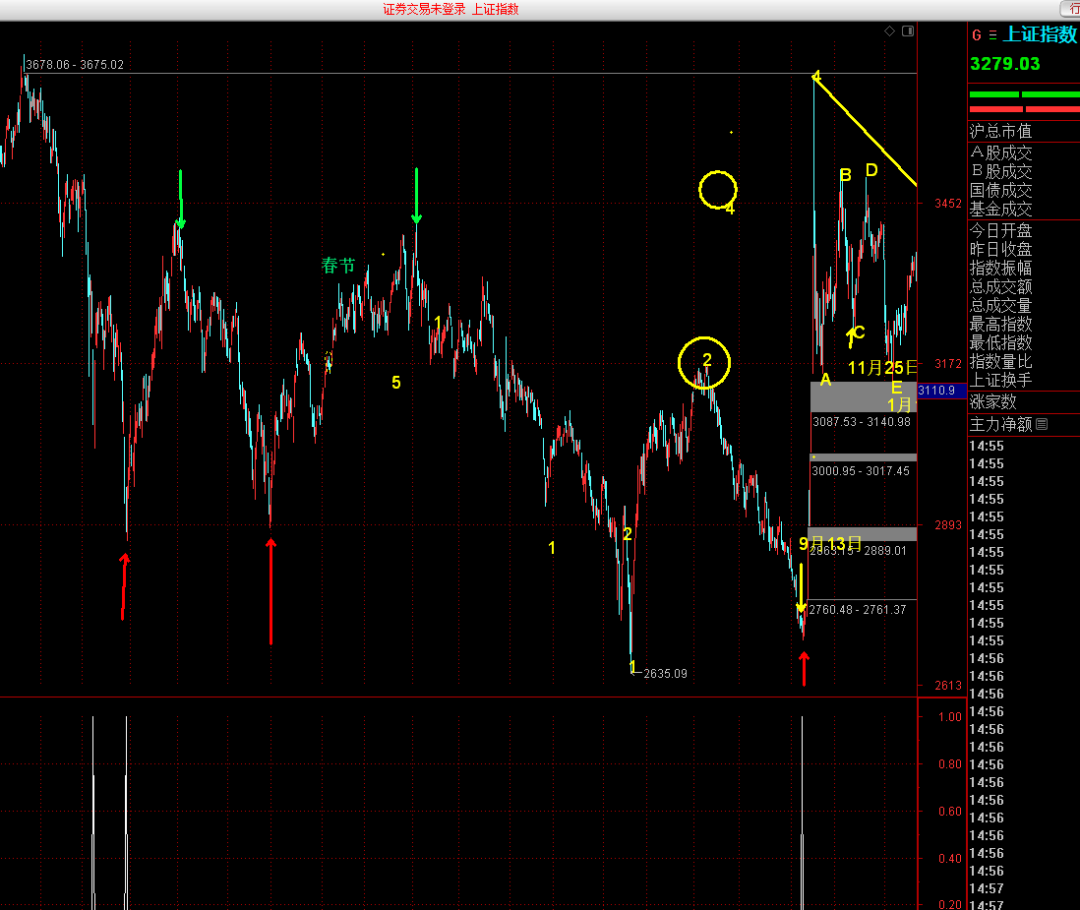 证券交易未登录 上证指数
行
G 上证指数
3279.03
3678.06 - 3675.02
4
B
D
沪总市值
A股成交
B股成交
国债成交
基金成交
4
3452
今日开盘
昨日收盘
指数振幅
总成交额
总成交量
最高指数
最低指数
指数量比
上证换手
涨家数
主力净额
春节
1
5
2
C
3172
11月25日
A
E
3110.9
1月
3087.53 - 3140.98
3000.95 - 3017.45
2893
1
2
9月13日
2863.13 - 2889.01
2760.48 - 2761.37
1
2635.09
2613
14:55
14:55
14:55
14:55
14:55
14:55
14:55
14:55
14:55
14:55
14:55
14:55
14:56
14:56
14:56
14:56
14:56
14:56
14:56
14:56
14:56
14:56
14:56
14:56
14:56
14:57
14:57
1.00
0.80
0.60
0.40
0.20